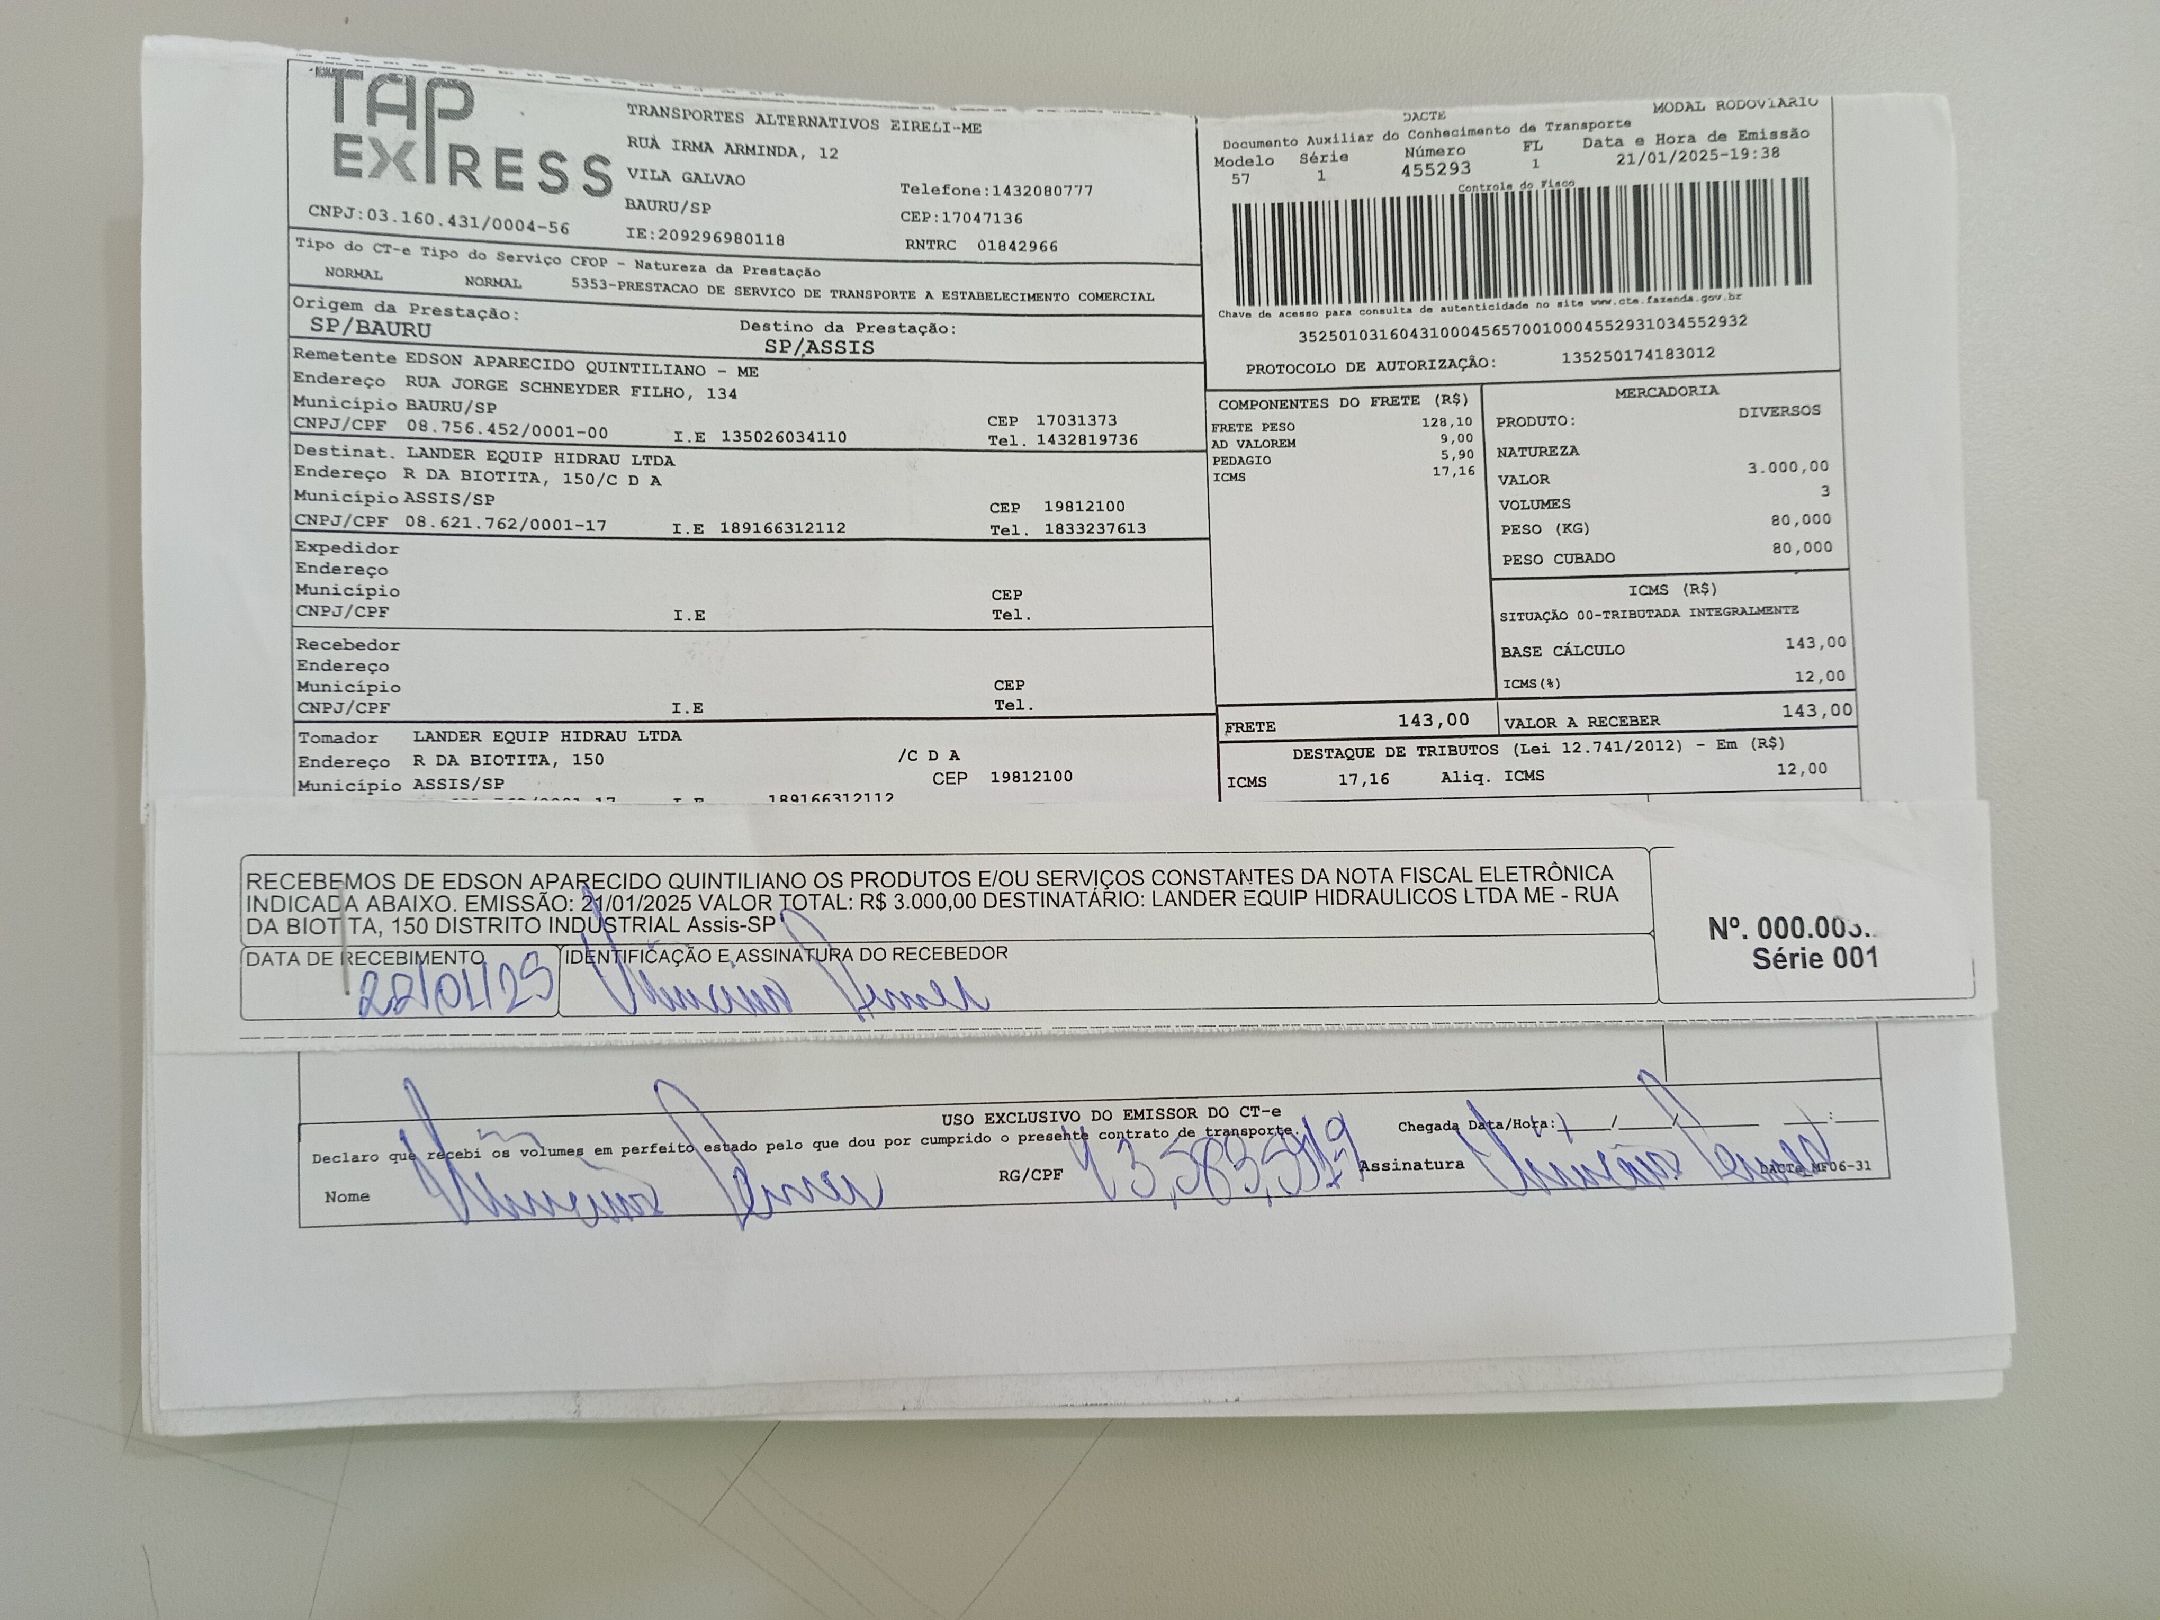 TAP EXPRESS
TRANSPORTES ALTERNATIVOS EIRELI-ME
RUA IRMA ARMINDA, 12
VILA GALVAO
Telefone:1432080777
BAURU/SP
CEP:17047136
CNPJ:03.160.431/0004-56
IE:209296980118
RNTRC 01842966
DACTE
MODAL RODOVIARIO
Documento Auxiliar do Conhecimento de Transporte
Modelo Série Número FL Data e Hora de Emissão
57 1 455293 1 21/01/2025-19:38
Controle do Fisco
Chave de acesso para consulta de autenticidade no site www.cte.fazenda.gov.br
35250103160431000456570010004552931034552932
PROTOCOLO DE AUTORIZAÇÃO: 135250174183012
Tipo do CT-e Tipo do Serviço CFOP - Natureza da Prestação
NORMAL NORMAL 5353-PRESTACAO DE SERVICO DE TRANSPORTE A ESTABELECIMENTO COMERCIAL
Origem da Prestação: Destino da Prestação:
SP/BAURU SP/ASSIS
Remetente EDSON APARECIDO QUINTILIANO - ME
Endereço RUA JORGE SCHNEYDER FILHO, 134
Município BAURU/SP CEP 17031373
CNPJ/CPF 08.756.452/0001-00 I.E 135026034110 Tel. 1432819736
Destinat. LANDER EQUIP HIDRAU LTDA
Endereço R DA BIOTITA, 150/C D A
Município ASSIS/SP CEP 19812100
CNPJ/CPF 08.621.762/0001-17 I.E 189166312112 Tel. 1833237613
Expedidor
Endereço
Município CEP
CNPJ/CPF I.E Tel.
Recebedor
Endereço
Município CEP
CNPJ/CPF I.E Tel.
Tomador LANDER EQUIP HIDRAU LTDA
Endereço R DA BIOTITA, 150 /C D A
Município ASSIS/SP CEP 19812100
189166312112
COMPONENTES DO FRETE (R$)
FRETE PESO 128,10
AD VALOREM 9,00
PEDAGIO 5,90
ICMS 17,16
MERCADORIA
PRODUTO: DIVERSOS
NATUREZA
VALOR 3.000,00
VOLUMES 3
PESO (KG) 80,000
PESO CUBADO 80,000
ICMS (R$)
SITUAÇÃO 00-TRIBUTADA INTEGRALMENTE
BASE CÁLCULO 143,00
ICMS(%) 12,00
FRETE 143,00 VALOR A RECEBER 143,00
DESTAQUE DE TRIBUTOS (Lei 12.741/2012) - Em (R$)
ICMS 17,16 Aliq. ICMS 12,00
RECEBEMOS DE EDSON APARECIDO QUINTILIANO OS PRODUTOS E/OU SERVIÇOS CONSTANTES DA NOTA FISCAL ELETRÔNICA
INDICADA ABAIXO. EMISSÃO: 21/01/2025 VALOR TOTAL: R$ 3.000,00 DESTINATÁRIO: LANDER EQUIP HIDRAULICOS LTDA ME - RUA
DA BIOTITA, 150 DISTRITO INDUSTRIAL Assis-SP
DATA DE RECEBIMENTO IDENTIFICAÇÃO E ASSINATURA DO RECEBEDOR
22/01/25
Nº. 000.003.
Série 001
USO EXCLUSIVO DO EMISSOR DO CT-e
Declaro que recebi os volumes em perfeito estado pelo que dou por cumprido o presente contrato de transporte.
Chegada Data/Hora: / / :
Nome RG/CPF Assinatura DACTe_MF06-31